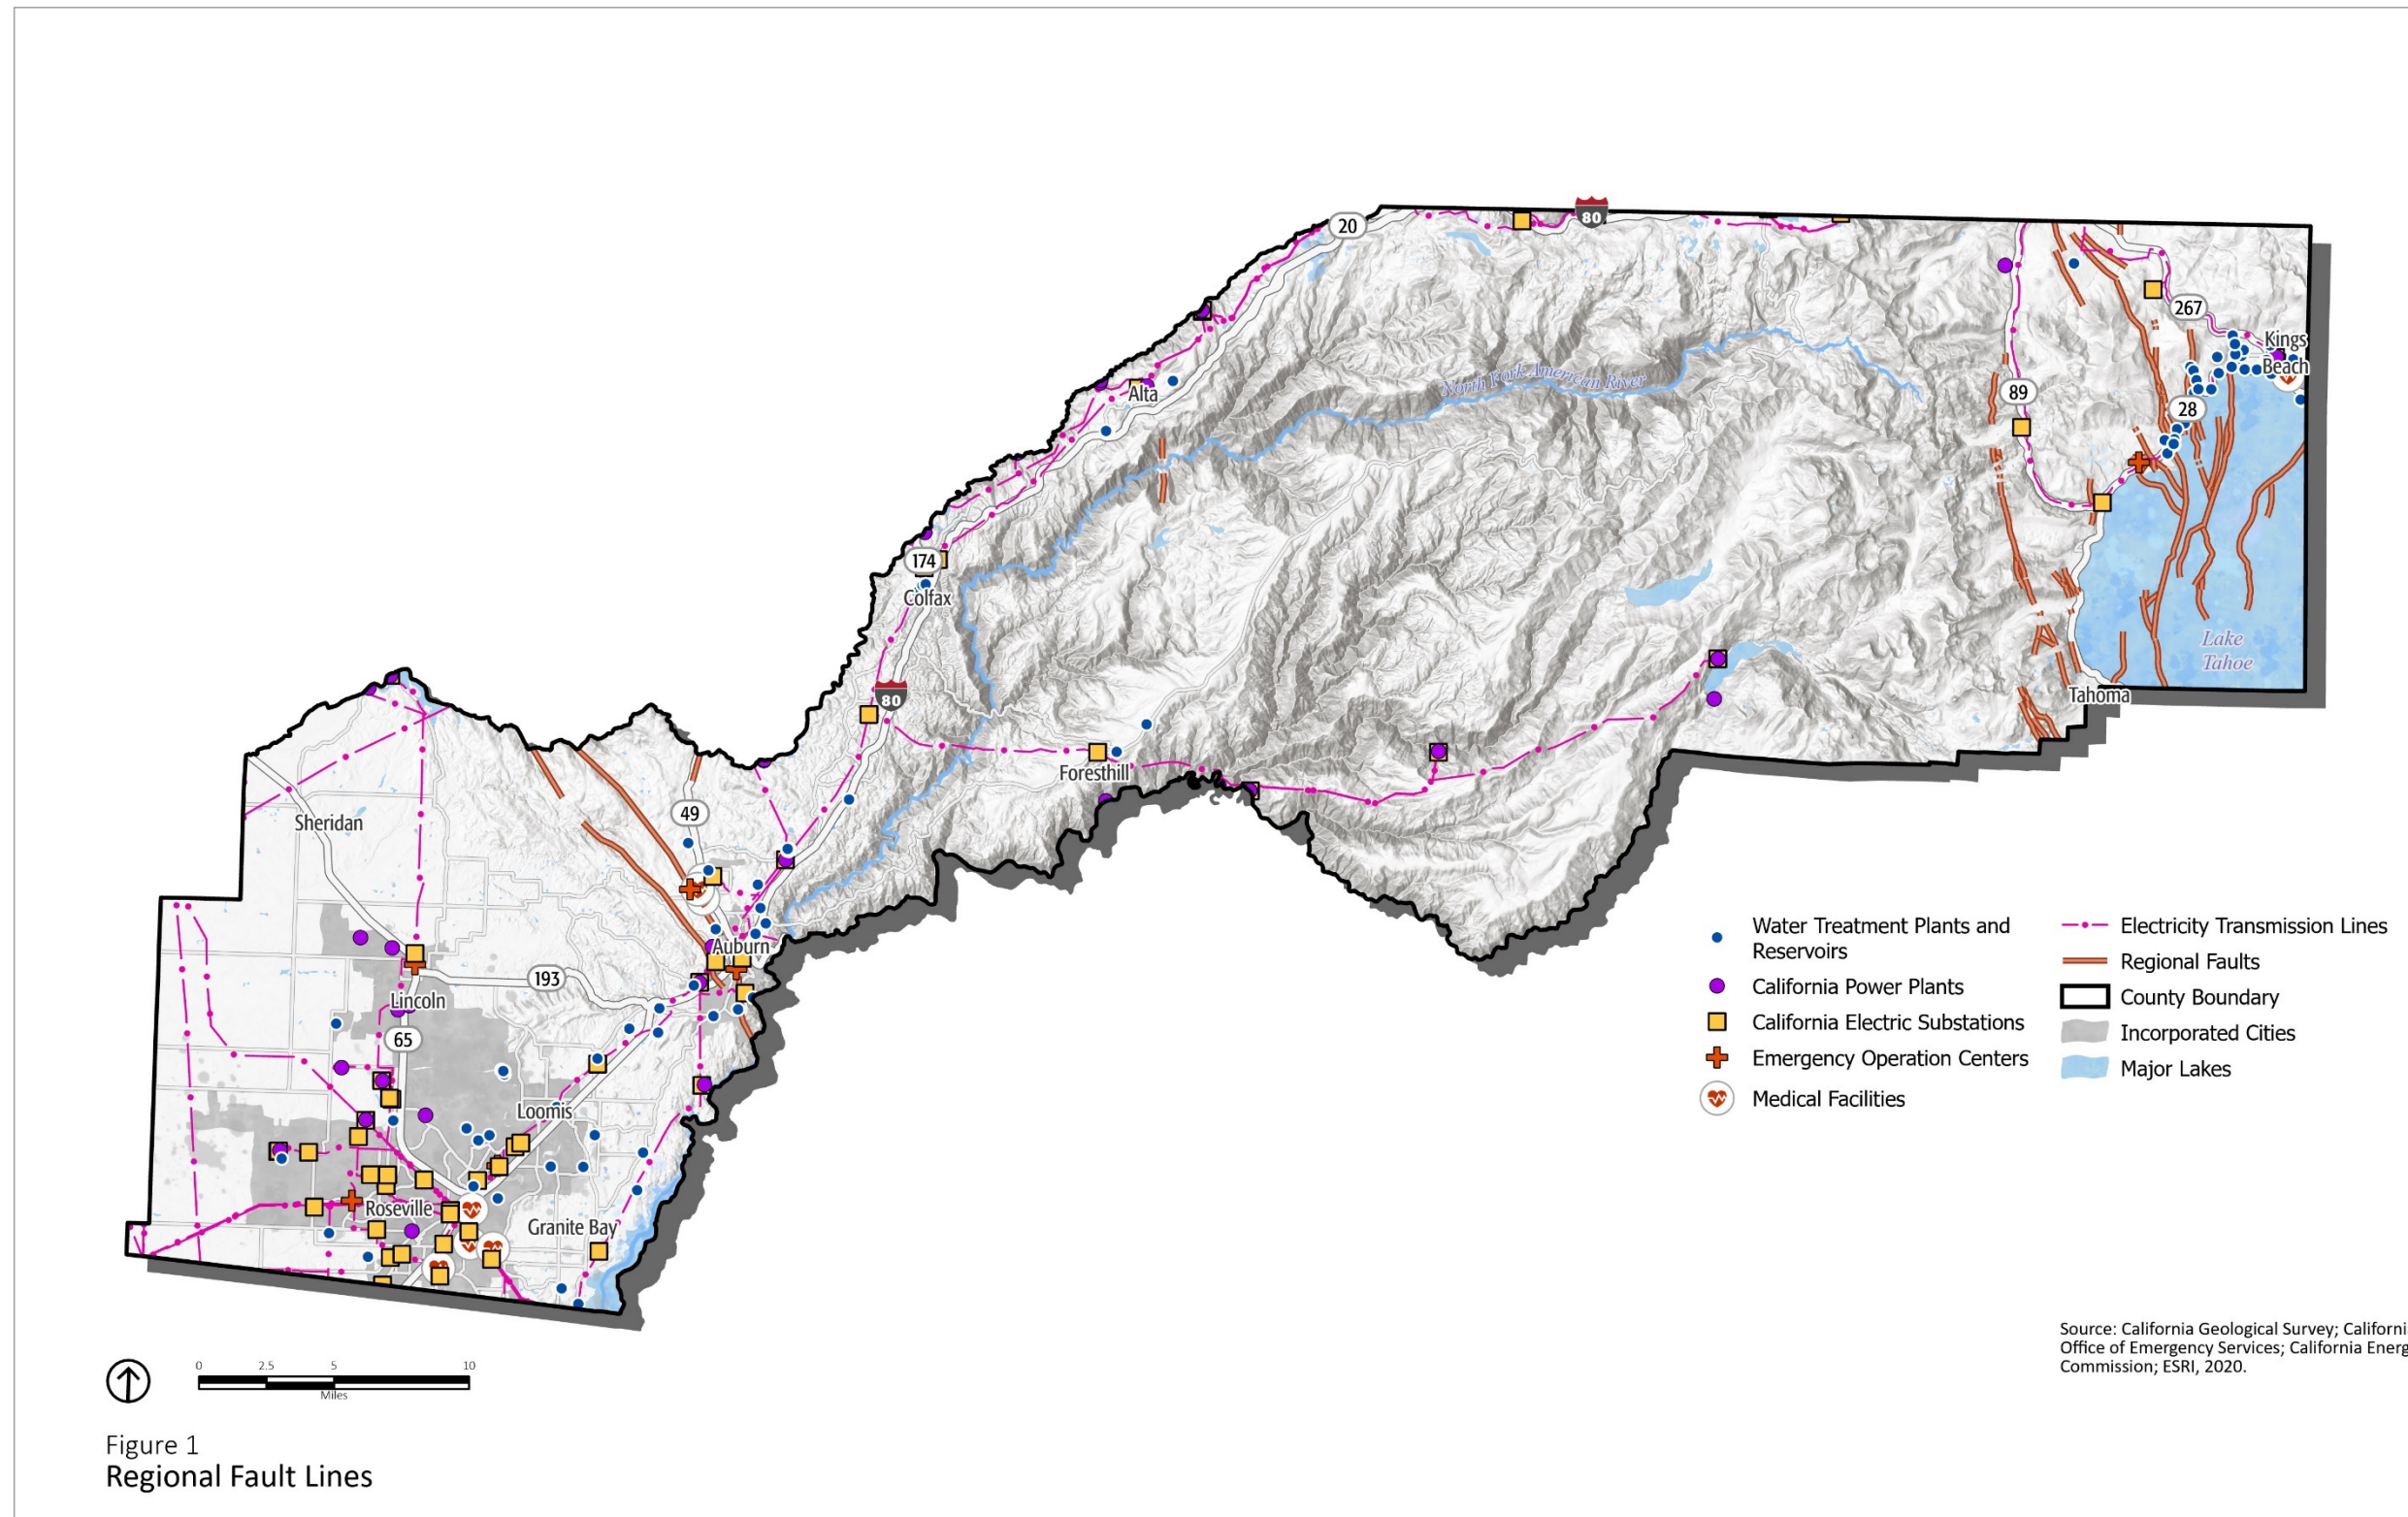 20
80
267
Kings
Beach
89
28
North Fork American River
Alta
174
Colfax
Lake
Tahoe
80
Tahoma
Foresthill
49
Sheridan
Auburn
193
Lincoln
65
Loomis
Roseville
Granite Bay
Water Treatment Plants and
Reservoirs
California Power Plants
California Electric Substations
Emergency Operation Centers
Medical Facilities
Electricity Transmission Lines
Regional Faults
County Boundary
Incorporated Cities
Major Lakes
Source: California Geological Survey; Californi
Office of Emergency Services; California Energ
Commission; ESRI, 2020.
0 2.5 5 10
Miles
Figure 1
Regional Fault Lines